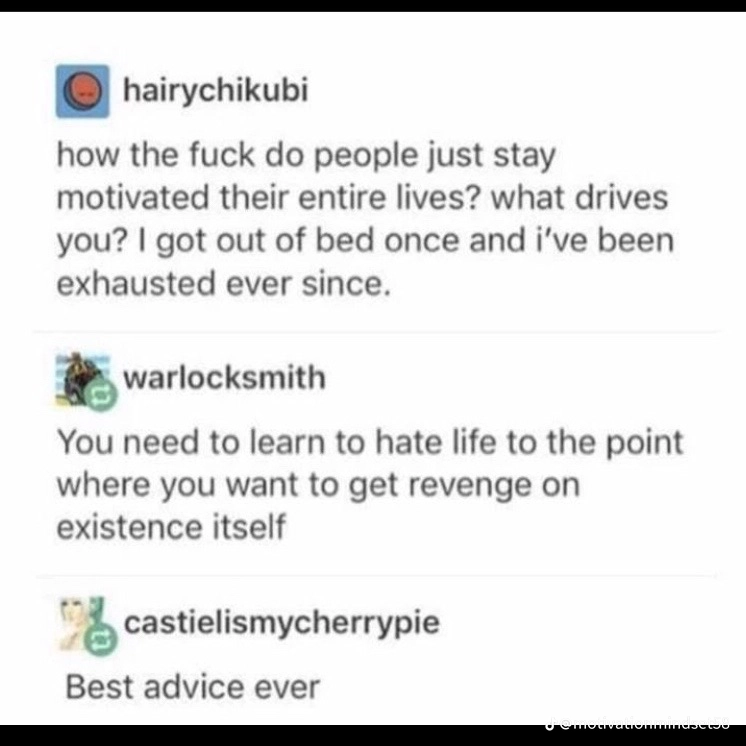 hairychikubi
how the fuck do people just stay
motivated their entire lives? what drives
you? I got out of bed once and i've been
exhausted ever since.
warlocksmith
You need to learn to hate life to the point
where you want to get revenge on
existence itself
castielismycherrypie
Best advice ever